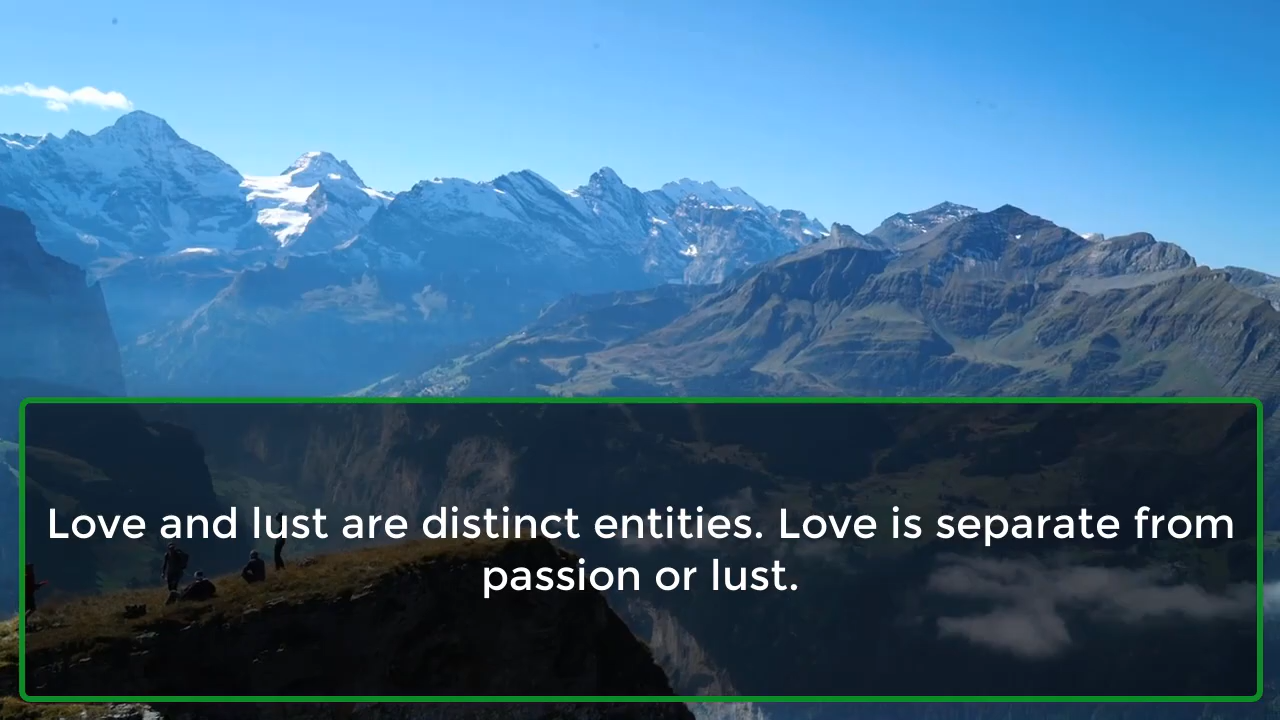 Love and lust are distinct entities. Love is separate from
passion or lust.